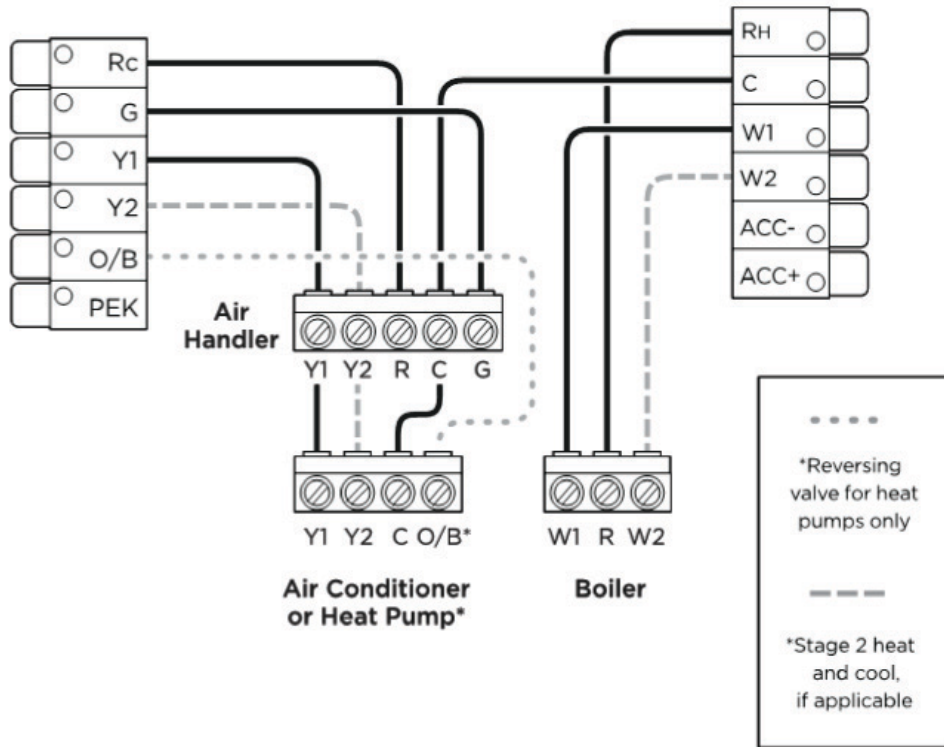 Rc
G
Y1
Y2
O/B
PEK
RH
C
W1
W2
ACC-
ACC+
Air
Handler
Y1 Y2 R C G
Y1 Y2 C O/B*
Air Conditioner
or Heat Pump*
W1 R W2
Boiler
*Reversing
valve for heat
pumps only
*Stage 2 heat
and cool,
if applicable